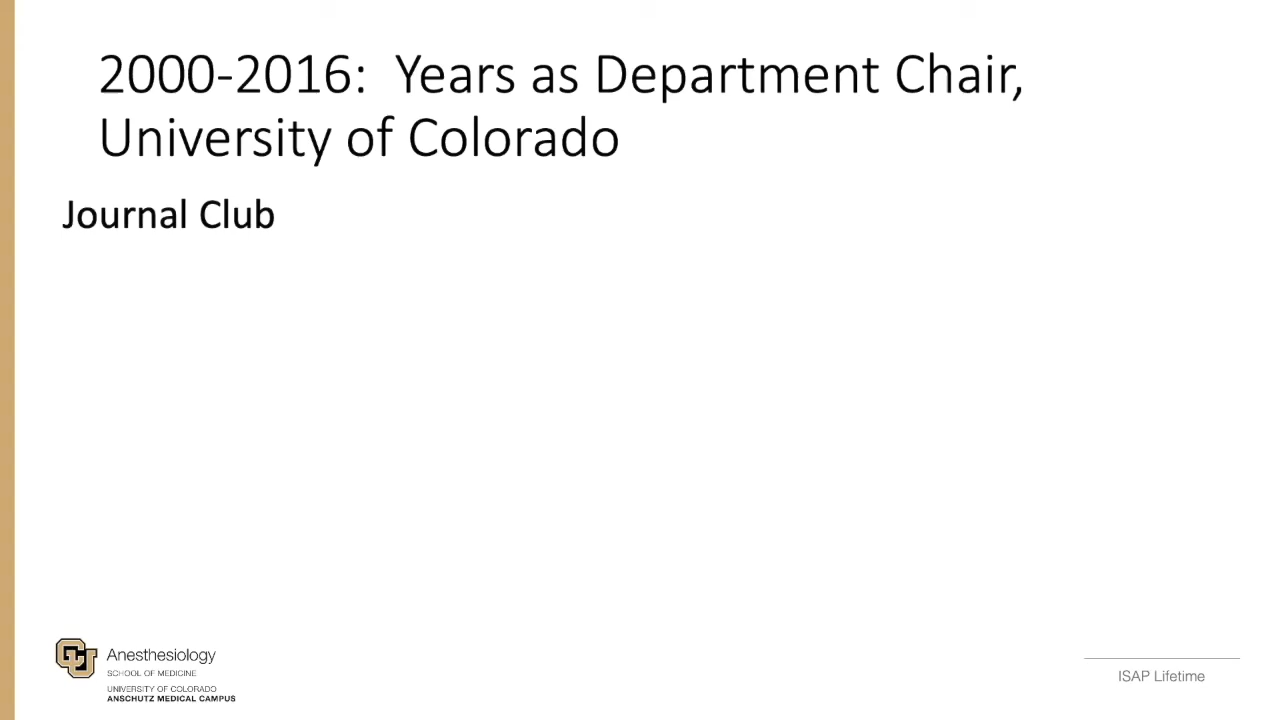 2000-2016:  Years as Department Chair,
University of Colorado
Journal Club
CU
Anesthesiology
SCHOOL OF MEDICINE
UNIVERSITY OF COLORADO
ANSCHUTZ MEDICAL CAMPUS
ISAP Lifetime